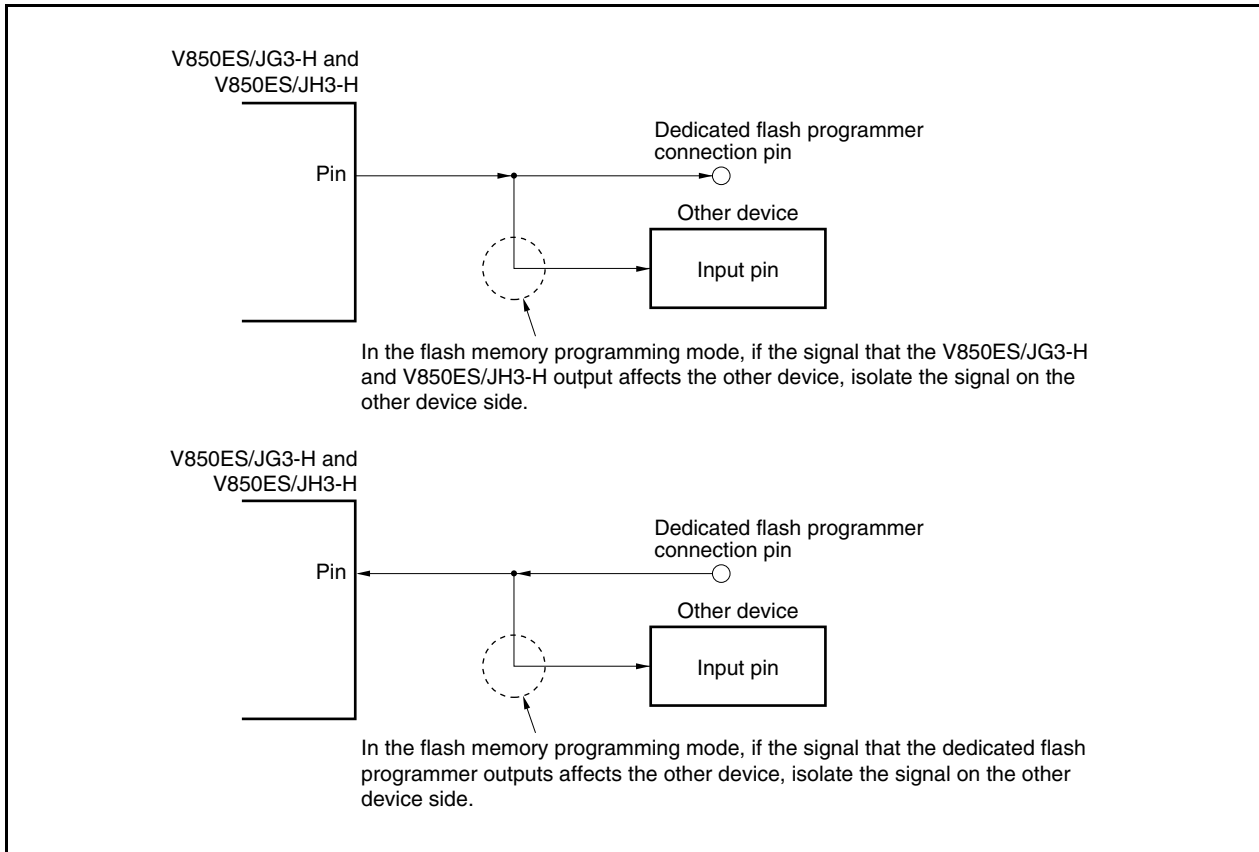 V850ES/JG3-H and
V850ES/JH3-H
Dedicated flash programmer
connection pin
Pin
Other device
Input pin
In the flash memory programming mode, if the signal that the V850ES/JG3-H
and V850ES/JH3-H output affects the other device, isolate the signal on the
other device side.
V850ES/JG3-H and
V850ES/JH3-H
Dedicated flash programmer
connection pin
Pin
Other device
Input pin
In the flash memory programming mode, if the signal that the dedicated flash
programmer outputs affects the other device, isolate the signal on the other
device side.